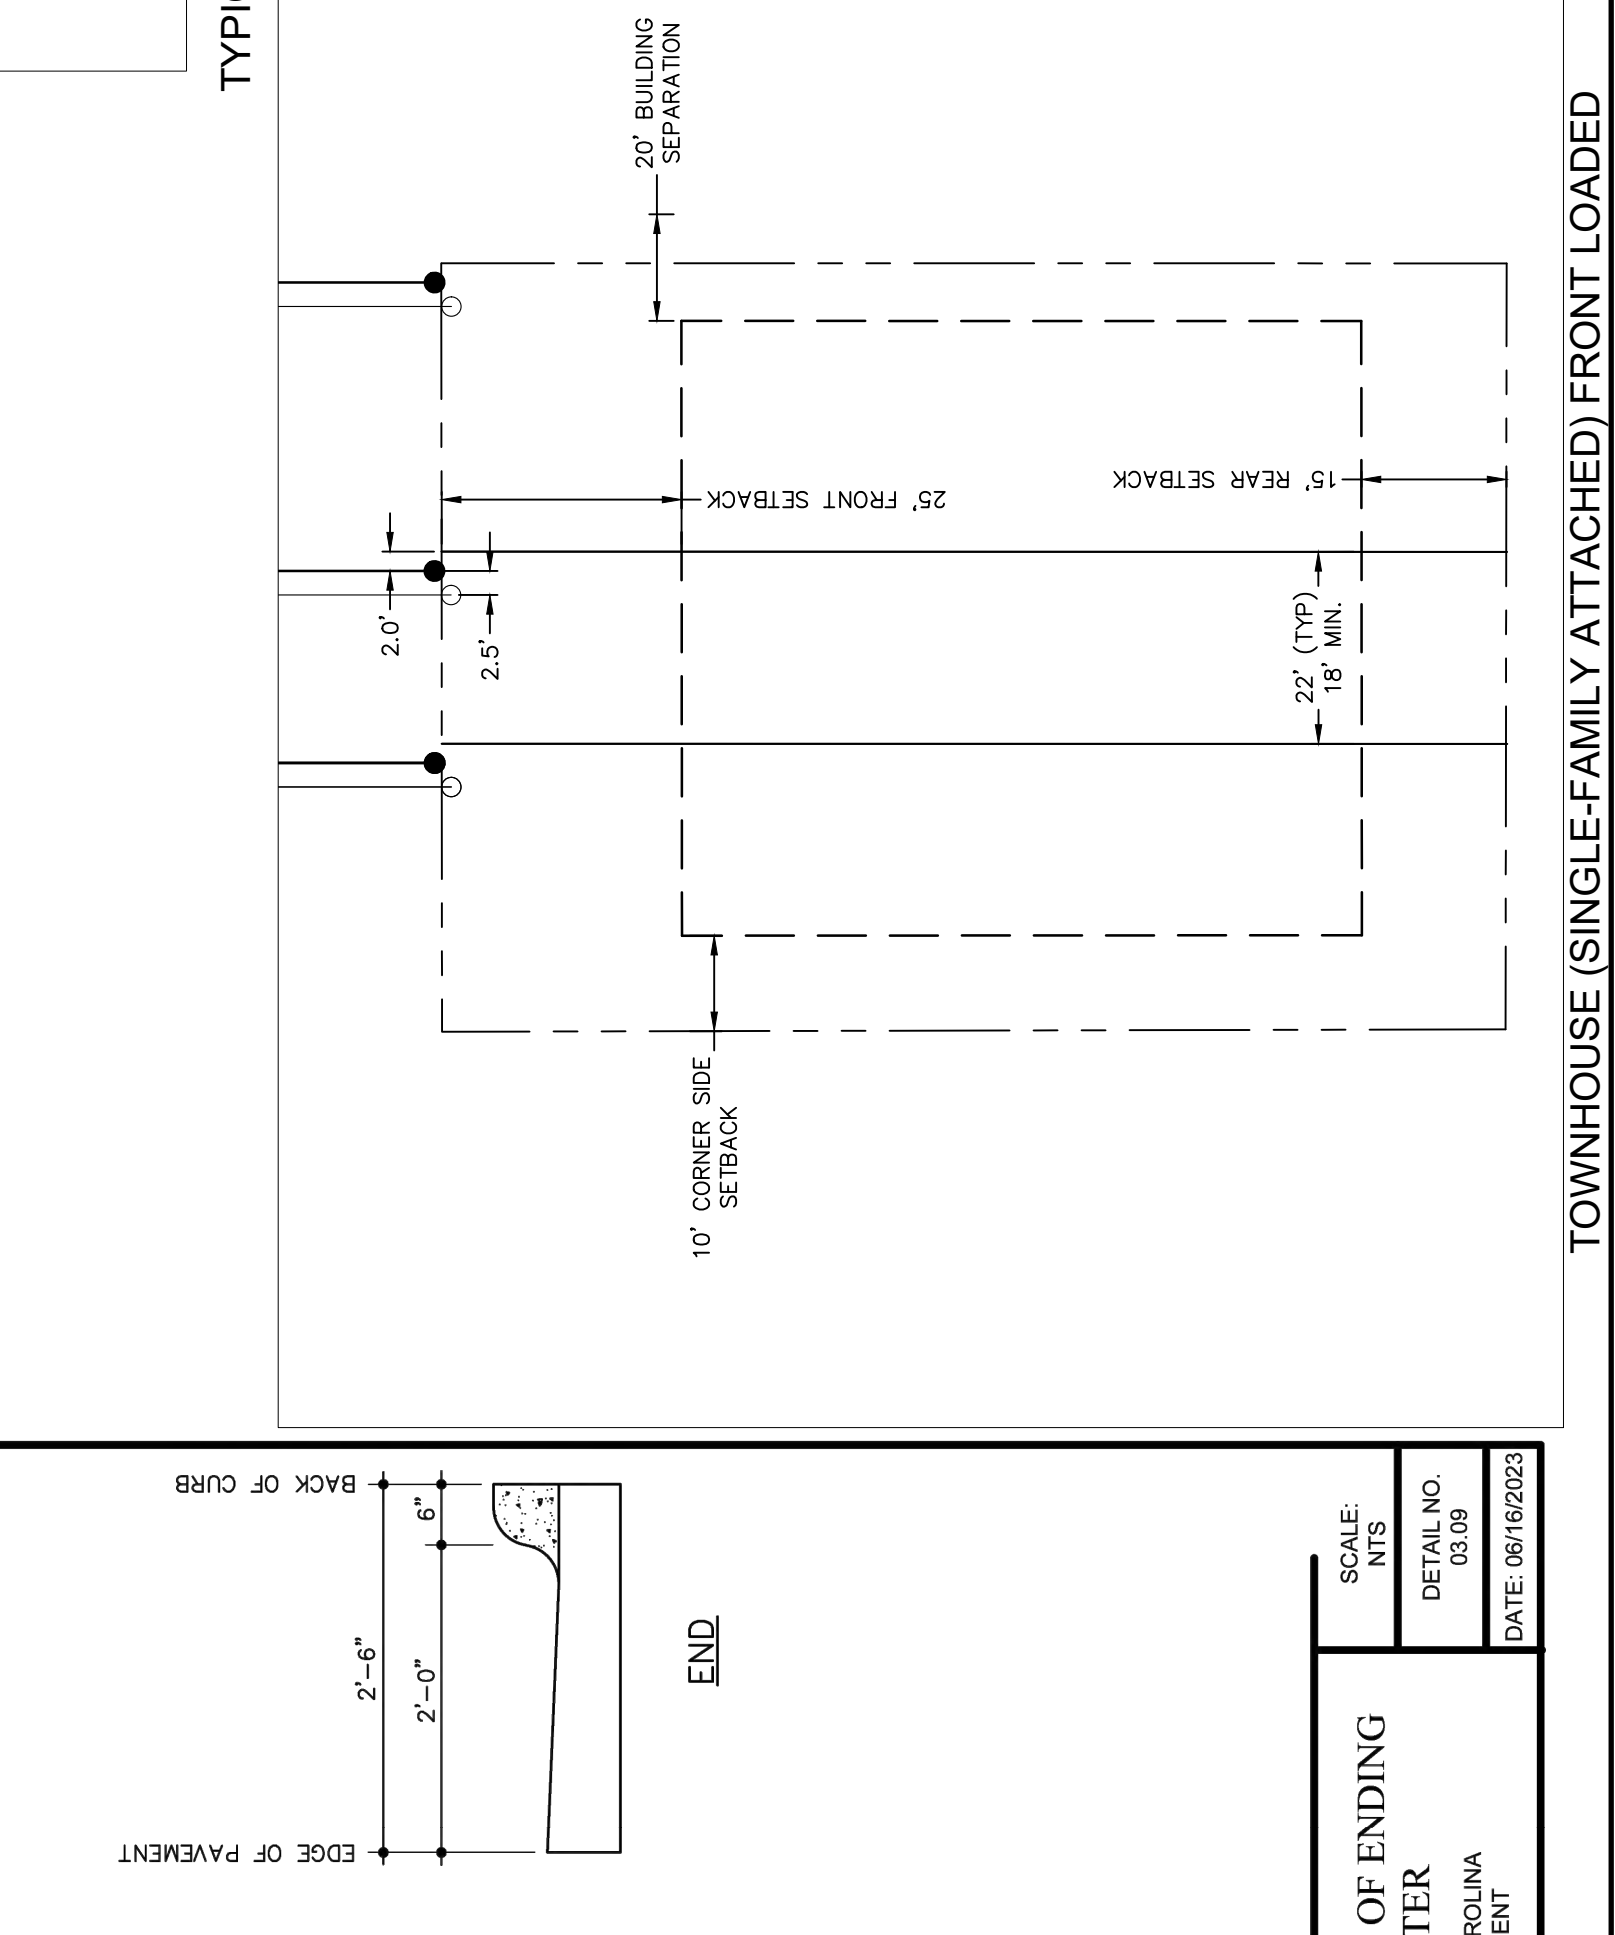 TYPIC
20' BUILDING
SEPARATION
25' FRONT SETBACK
15' REAR SETBACK
2.0'
2.5'
22' (TYP)
18' MIN.
10' CORNER SIDE
SETBACK
TOWNHOUSE (SINGLE-FAMILY ATTACHED) FRONT LOADED
BACK OF CURB
6"
2'-6"
2'-0"
EDGE OF PAVEMENT
END
SCALE:
NTS
DETAIL NO.
03.09
DATE: 06/16/2023
OF ENDING
TER
ROLINA
ENT